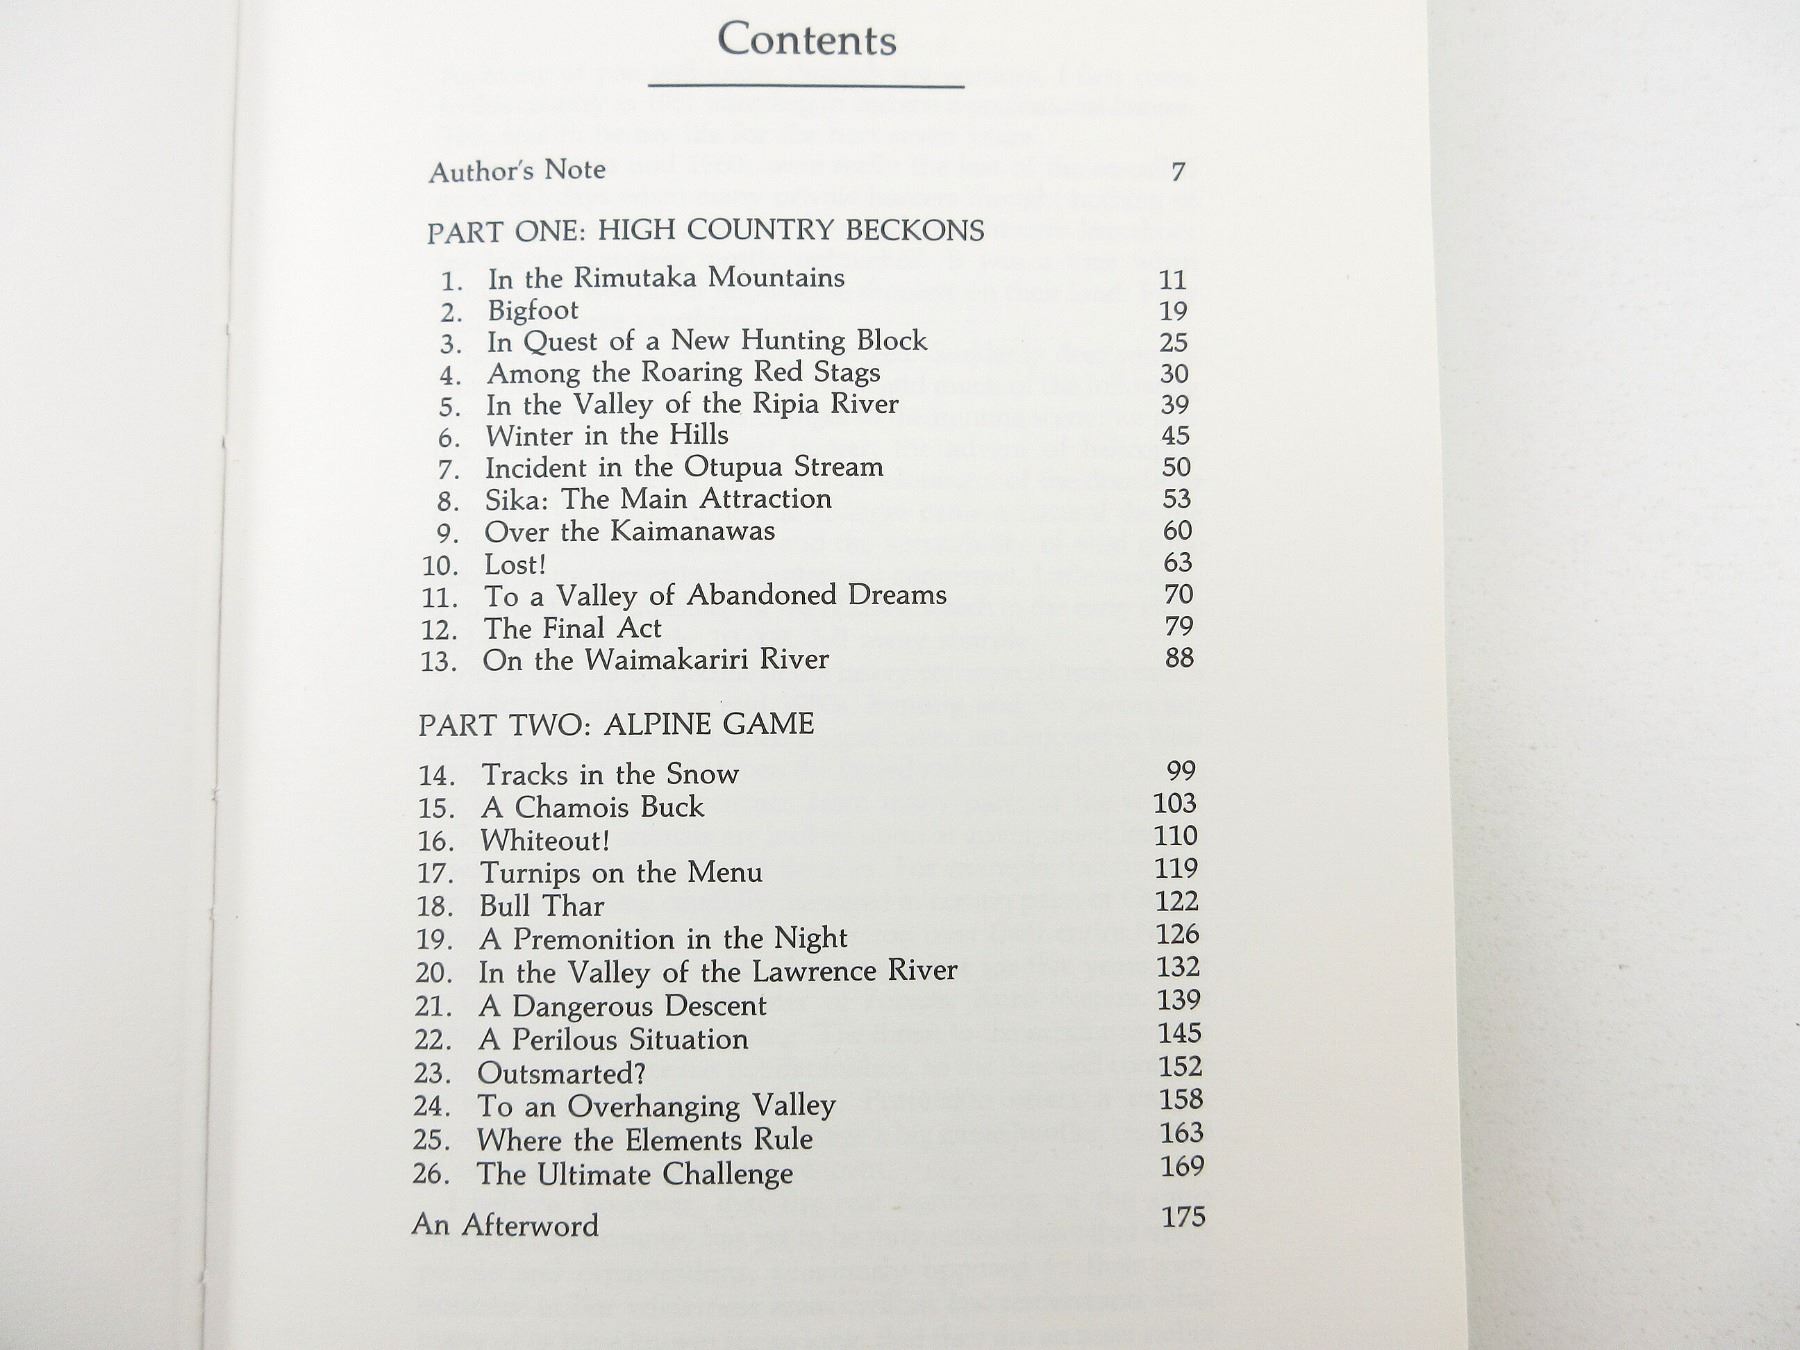 Contents
Author's Note 7
PART ONE: HIGH COUNTRY BECKONS
1. In the Rimutaka Mountains 11
2. Bigfoot 19
3. In Quest of a New Hunting Block 25
4. Among the Roaring Red Stags 30
5. In the Valley of the Ripia River 39
6. Winter in the Hills 45
7. Incident in the Otupua Stream 50
8. Sika: The Main Attraction 53
9. Over the Kaimanawas 60
10. Lost! 63
11. To a Valley of Abandoned Dreams 70
12. The Final Act 79
13. On the Waimakariri River 88
PART TWO: ALPINE GAME
14. Tracks in the Snow 99
15. A Chamois Buck 103
16. Whiteout! 110
17. Turnips on the Menu 119
18. Bull Thar 122
19. A Premonition in the Night 126
20. In the Valley of the Lawrence River 132
21. A Dangerous Descent 139
22. A Perilous Situation 145
23. Outsmarted? 152
24. To an Overhanging Valley 158
25. Where the Elements Rule 163
26. The Ultimate Challenge 169
An Afterword 175